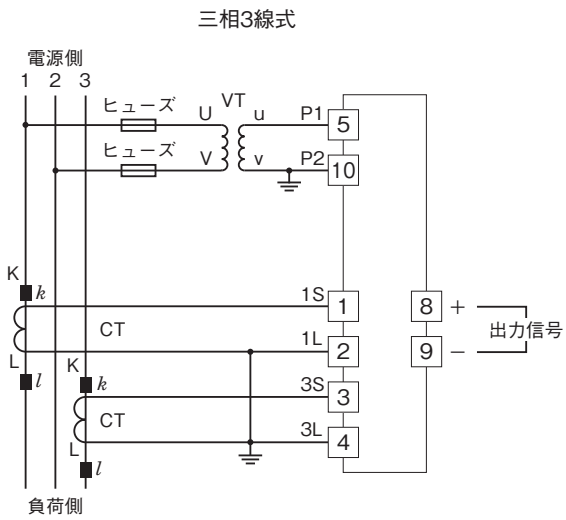 三相3線式
電源側
1 2 3
ヒューズ U VT u P1 5
ヒューズ V v P2 10
K k 1S 1 8 +
CT 出力信号
L l 1L 2 9 −
K k 3S 3
CT
L l 3L 4
負荷側